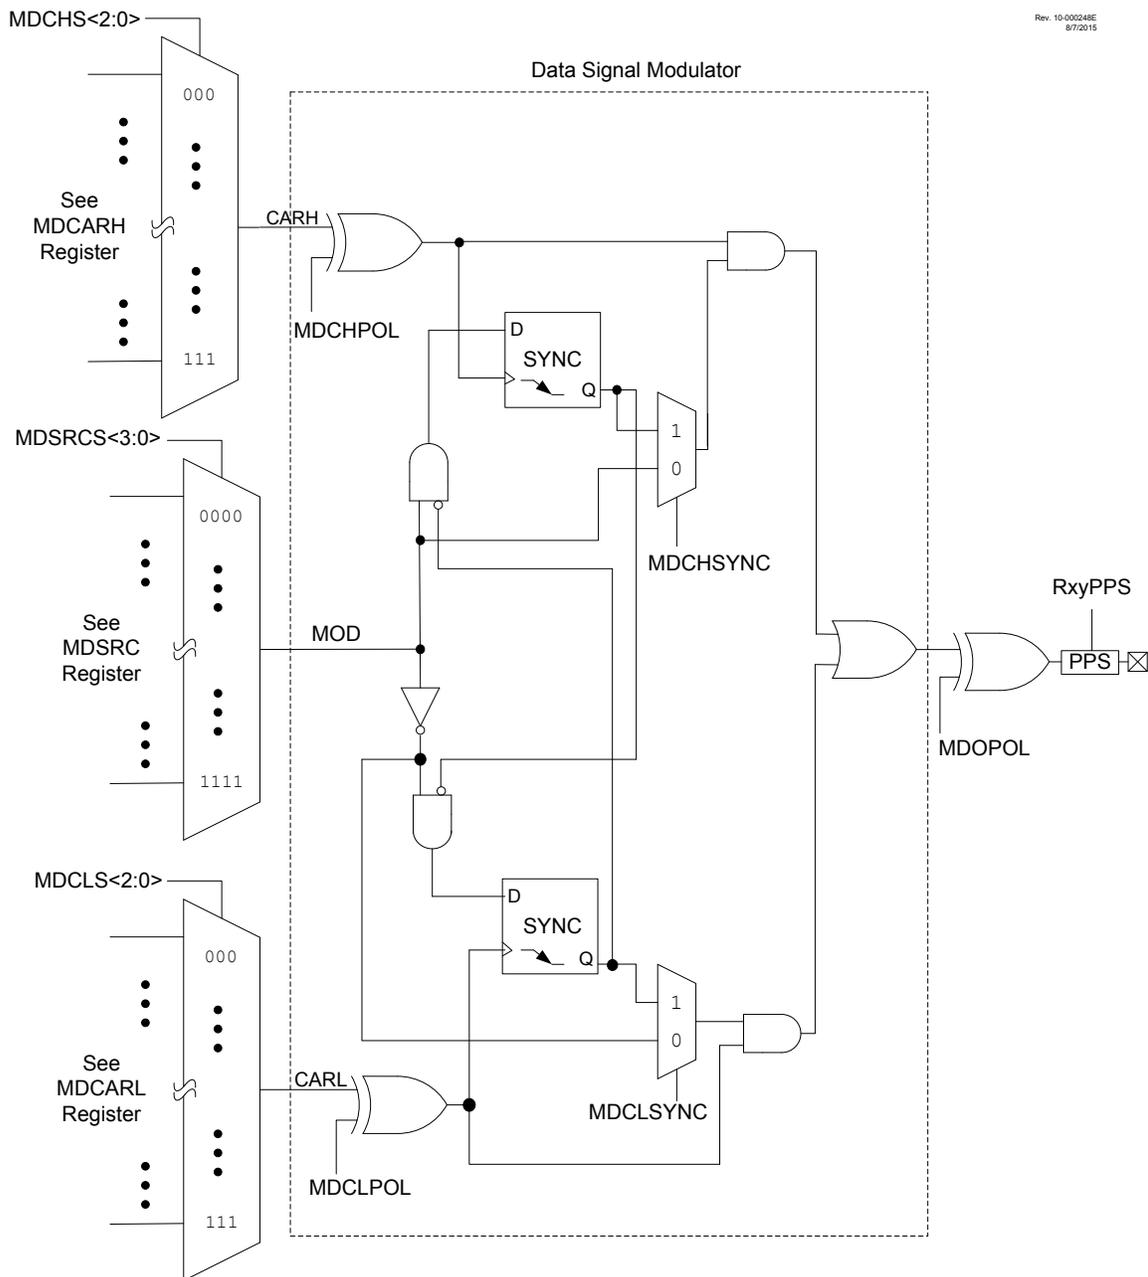 MDCHS<2:0>
Rev. 10-000248E
8/7/2015
Data Signal Modulator
000
See
MDCARH
Register
CARH
111
MDCHPOL
D
SYNC
Q
1
0
MDCHSYNC
MDSRCS<3:0>
0000
See
MDSRC
Register
MOD
1111
RxyPPS
PPS
MDOPOL
MDCLS<2:0>
D
SYNC
Q
000
1
0
See
MDCARL
Register
CARL
MDCLSYNC
MDCLPOL
111